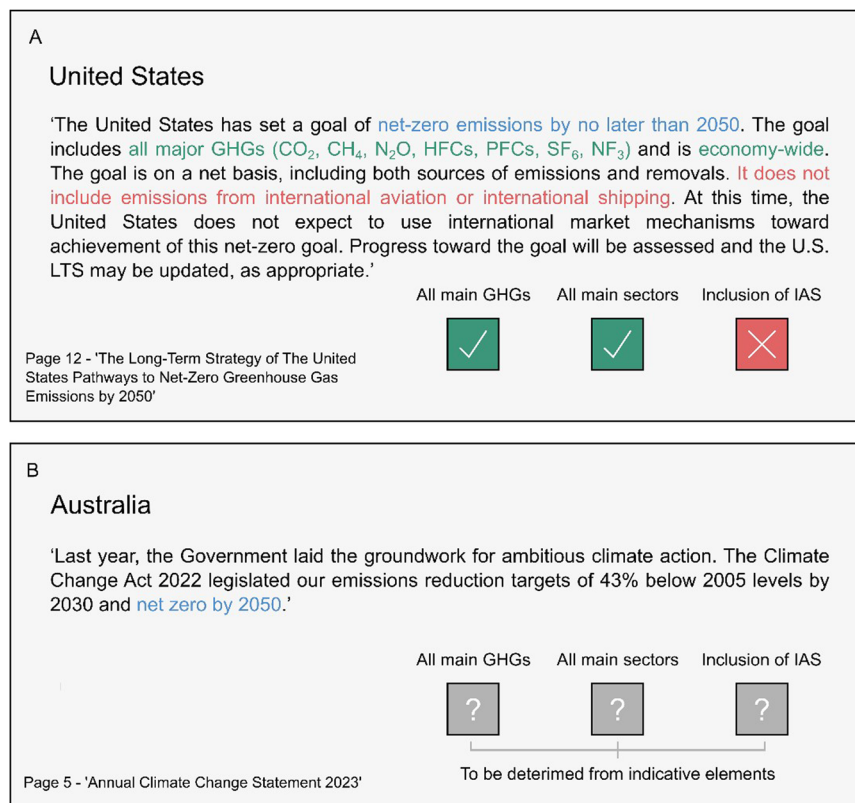 A
United States
‘The United States has set a goal of net-zero emissions by no later than 2050. The goal
includes all major GHGs (CO₂, CH₄, N₂O, HFCs, PFCs, SF₆, NF₃) and is economy-wide.
The goal is on a net basis, including both sources of emissions and removals. It does not
include emissions from international aviation or international shipping. At this time, the
United States does not expect to use international market mechanisms toward
achievement of this net-zero goal. Progress toward the goal will be assessed and the U.S.
LTS may be updated, as appropriate.’
All main GHGs All main sectors Inclusion of IAS
Page 12 - 'The Long-Term Strategy of The United
States Pathways to Net-Zero Greenhouse Gas
Emissions by 2050'
B
Australia
‘Last year, the Government laid the groundwork for ambitious climate action. The Climate
Change Act 2022 legislated our emissions reduction targets of 43% below 2005 levels by
2030 and net zero by 2050.’
All main GHGs All main sectors Inclusion of IAS
? ? ?
To be deterimed from indicative elements
Page 5 - 'Annual Climate Change Statement 2023'